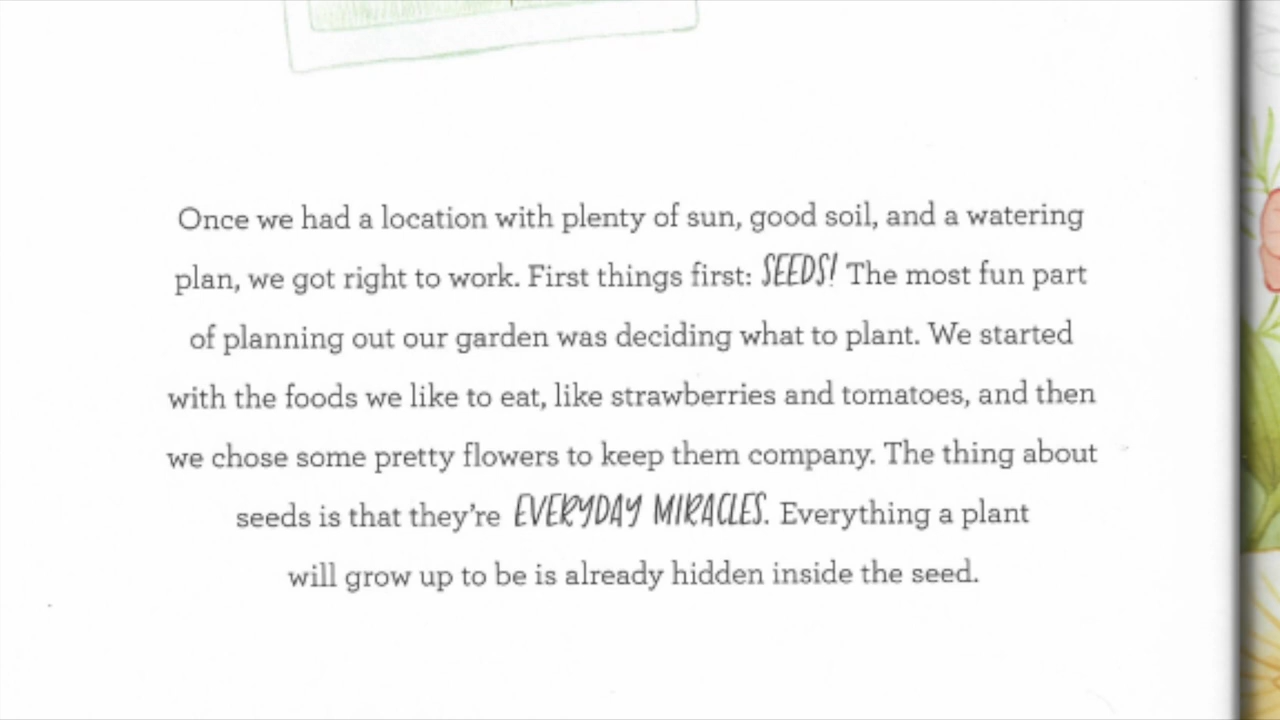 Once we had a location with plenty of sun, good soil, and a watering
plan, we got right to work. First things first: SEEDS! The most fun part
of planning out our garden was deciding what to plant. We started
with the foods we like to eat, like strawberries and tomatoes, and then
we chose some pretty flowers to keep them company. The thing about
seeds is that they're EVERYDAY MIRACLES. Everything a plant
will grow up to be is already hidden inside the seed.